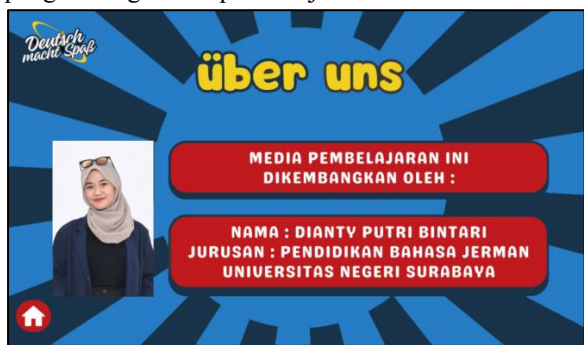 Deutsch
macht Spaß
über uns
MEDIA PEMBELAJARAN INI
DIKEMBANGKAN OLEH :
NAMA : DIANTY PUTRI BINTARI
JURUSAN : PENDIDIKAN BAHASA JERMAN
UNIVERSITAS NEGERI SURABAYA